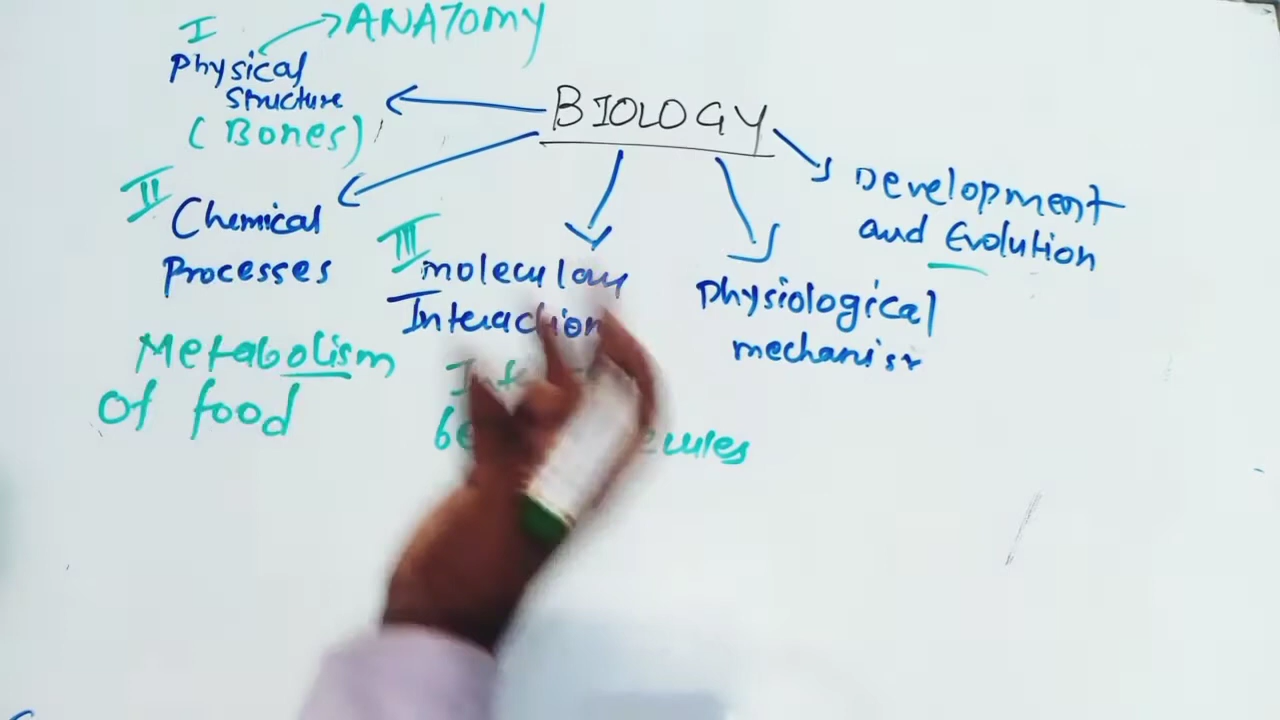 I
ANATOMY
Physical
Structure
(Bones)
BIOLOGY
II
Chemical
Processes
Metabolism
of food
III
molecular
Interaction
Physiological
mechanism
Development
and Evolution